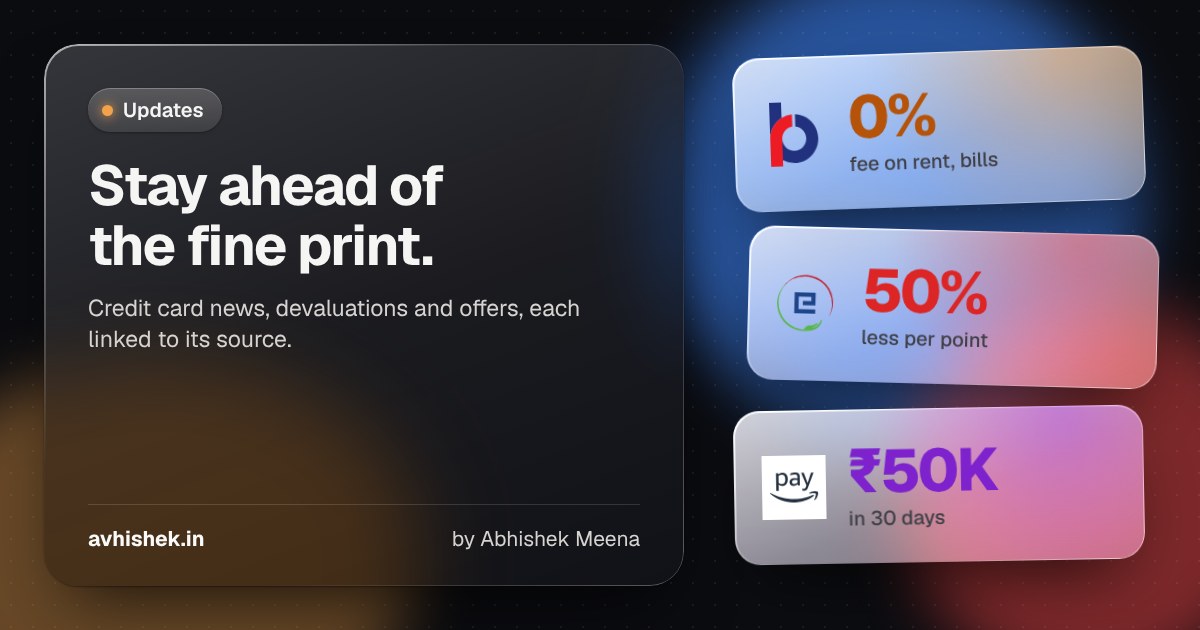 Updates
Stay ahead of
the fine print.
Credit card news, devaluations and offers, each
linked to its source.
avhishek.in
by Abhishek Meena
0%
fee on rent, bills
50%
less per point
pay
₹50K
in 30 days